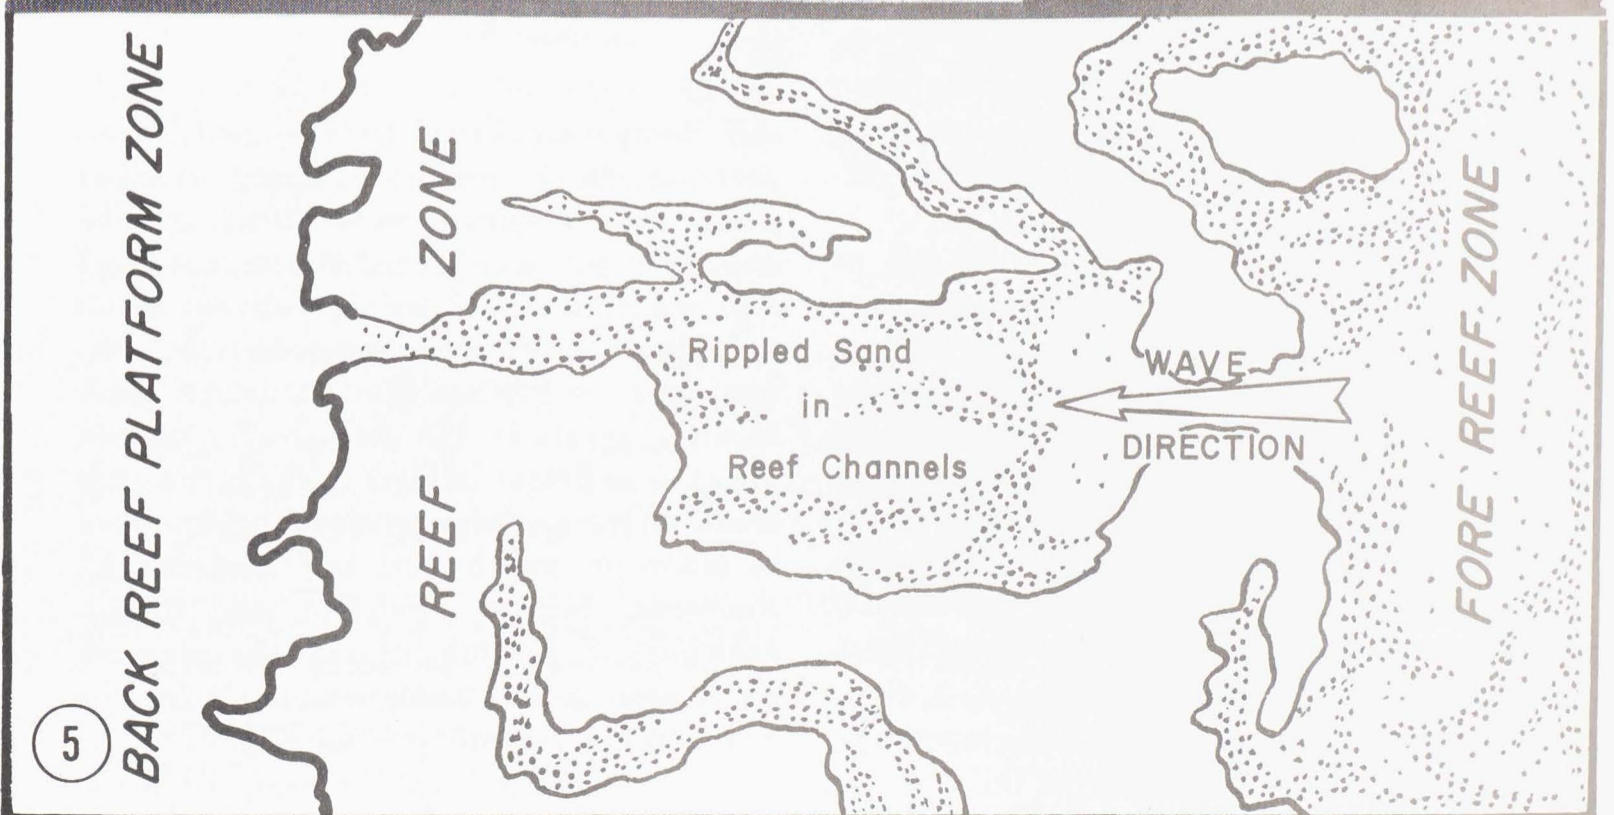 5
BACK REEF PLATFORM ZONE
REEF ZONE
Rippled Sand
in
Reef Channels
WAVE
DIRECTION
FORE REEF ZONE